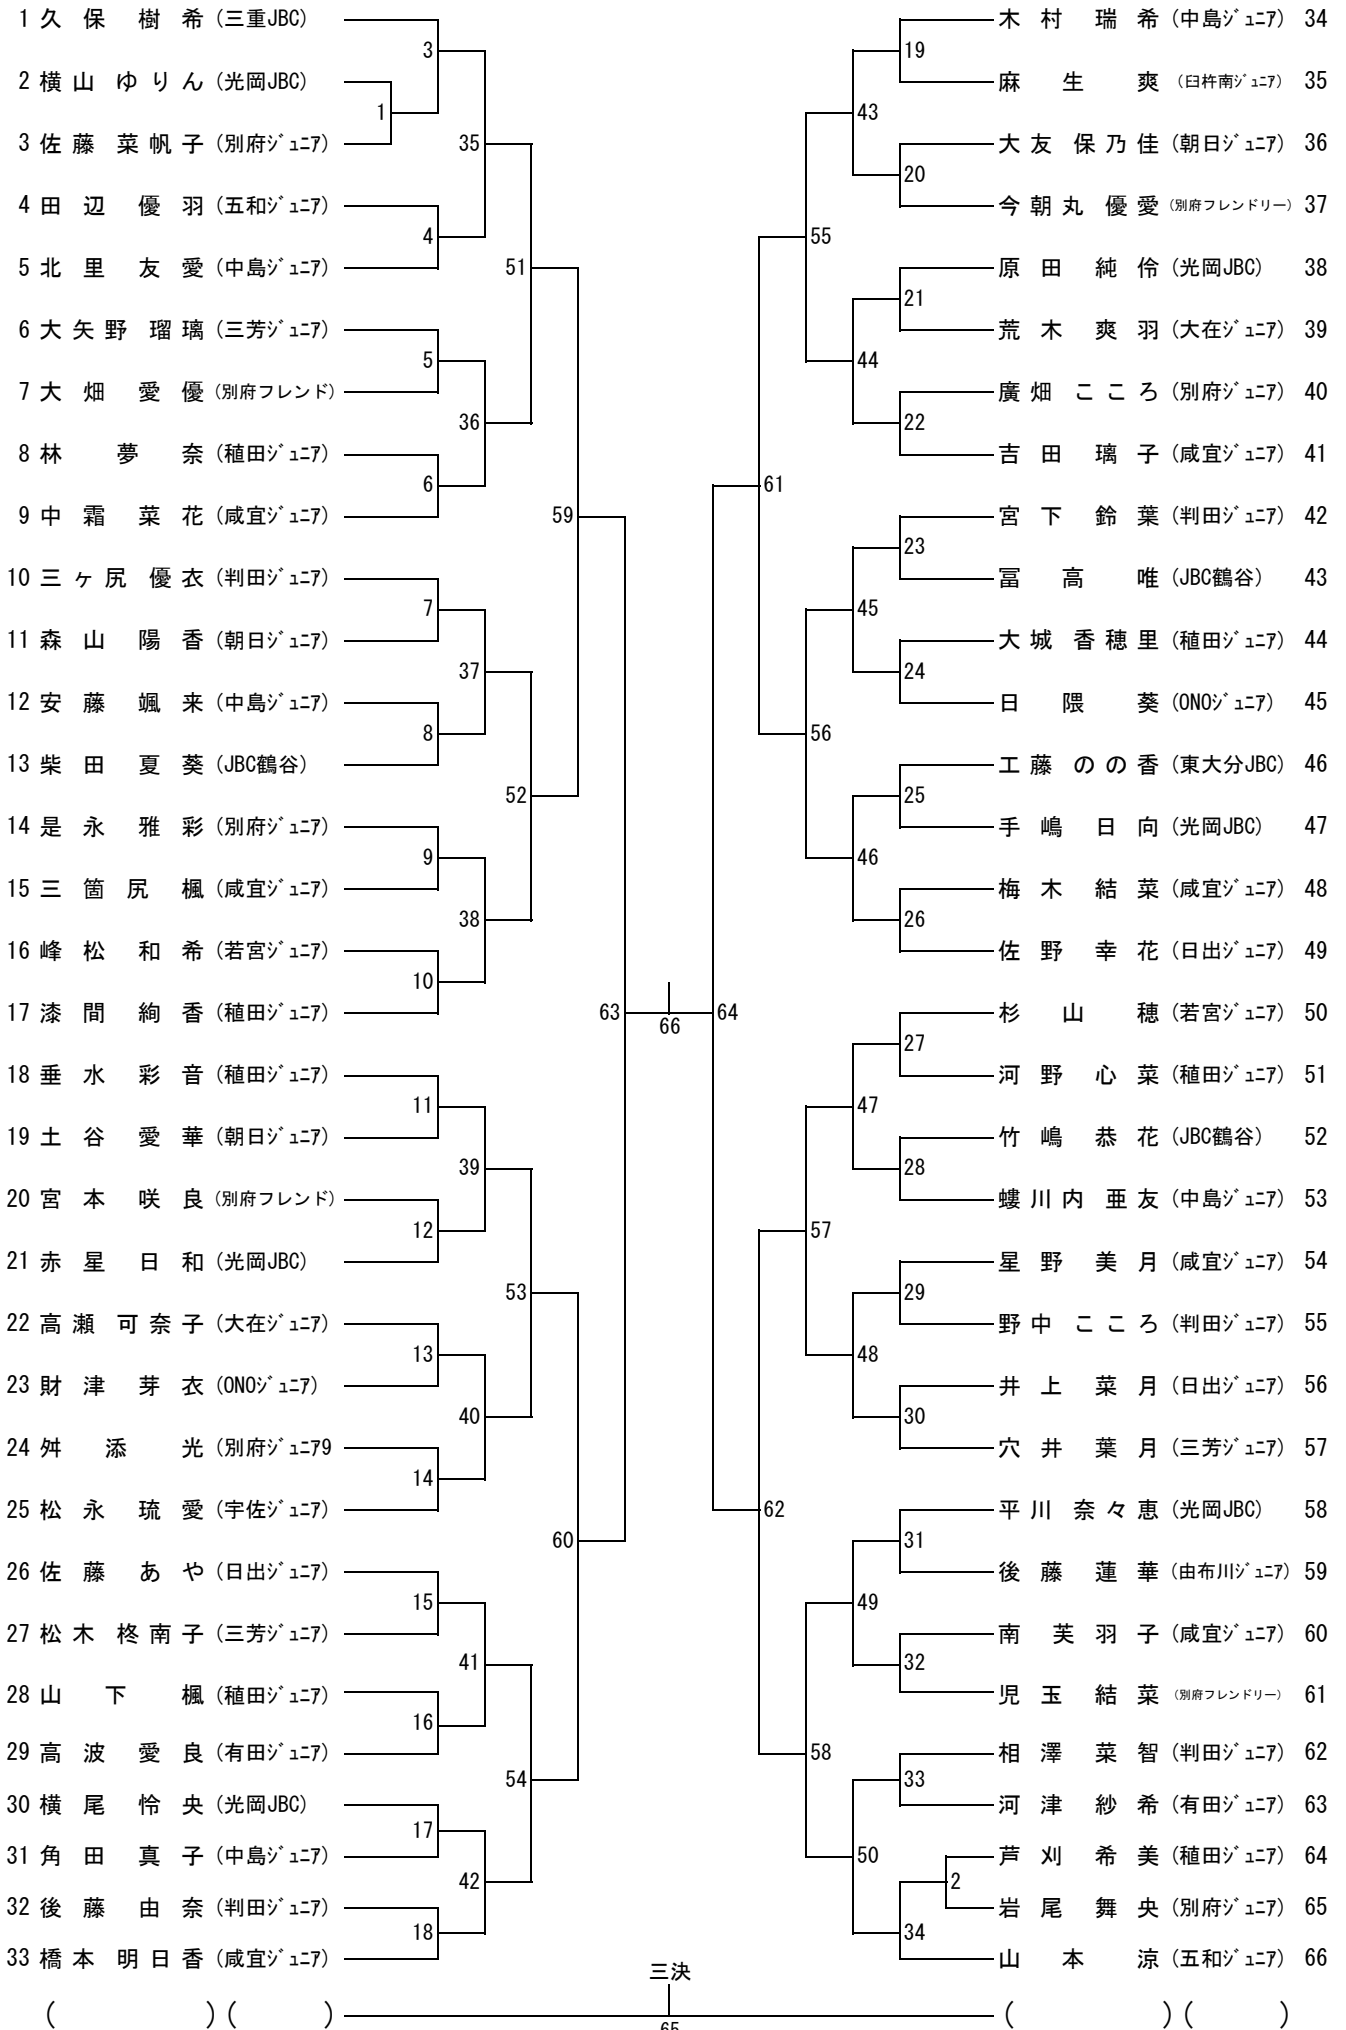 1 久保 樹希 (三重JBC)
2 横山 ゆりん (光岡JBC)
3 佐藤 菜帆子 (別府ｼﾞｭﾆｱ)
4 田辺 優羽 (五和ｼﾞｭﾆｱ)
5 北里 友愛 (中島ｼﾞｭﾆｱ)
6 大矢野 瑠璃 (三芳ｼﾞｭﾆｱ)
7 大畑 愛優 (別府フレンド)
8 林 夢奈 (稙田ｼﾞｭﾆｱ)
9 中霜 菜花 (咸宜ｼﾞｭﾆｱ)
10 三ヶ尻 優衣 (判田ｼﾞｭﾆｱ)
11 森山 陽香 (朝日ｼﾞｭﾆｱ)
12 安藤 颯来 (中島ｼﾞｭﾆｱ)
13 柴田 夏葵 (JBC鶴谷)
14 是永 雅彩 (別府ｼﾞｭﾆｱ)
15 三箇尻 楓 (咸宜ｼﾞｭﾆｱ)
16 峰松 和希 (若宮ｼﾞｭﾆｱ)
17 漆間 絢香 (稙田ｼﾞｭﾆｱ)
18 垂水 彩音 (稙田ｼﾞｭﾆｱ)
19 土谷 愛華 (朝日ｼﾞｭﾆｱ)
20 宮本 咲良 (別府フレンド)
21 赤星 日和 (光岡JBC)
22 高瀬 可奈子 (大在ｼﾞｭﾆｱ)
23 財津 芽衣 (ONOｼﾞｭﾆｱ)
24 舛添 光 (別府ｼﾞｭﾆｱ9
25 松永 琉愛 (宇佐ｼﾞｭﾆｱ)
26 佐藤 あや (日出ｼﾞｭﾆｱ)
27 松木 柊南子 (三芳ｼﾞｭﾆｱ)
28 山下 楓 (稙田ｼﾞｭﾆｱ)
29 高波 愛良 (有田ｼﾞｭﾆｱ)
30 横尾 怜央 (光岡JBC)
31 角田 真子 (中島ｼﾞｭﾆｱ)
32 後藤 由奈 (判田ｼﾞｭﾆｱ)
33 橋本 明日香 (咸宜ｼﾞｭﾆｱ)
( ) ( )
1
3
4
5
6
7
8
9
10
11
12
13
14
15
16
17
18
35
36
37
38
39
40
41
42
51
52
53
54
59
60
63
66
64
61
62
55
56
57
58
43
44
45
46
47
48
49
50
19
20
21
22
23
24
25
26
27
28
29
30
31
32
33
2
34
木村 瑞希 (中島ｼﾞｭﾆｱ) 34
麻生 爽 (臼杵南ｼﾞｭﾆｱ) 35
大友 保乃佳 (朝日ｼﾞｭﾆｱ) 36
今朝丸 優愛 (別府フレンドリー) 37
原田 純伶 (光岡JBC) 38
荒木 爽羽 (大在ｼﾞｭﾆｱ) 39
廣畑 こころ (別府ｼﾞｭﾆｱ) 40
吉田 璃子 (咸宜ｼﾞｭﾆｱ) 41
宮下 鈴葉 (判田ｼﾞｭﾆｱ) 42
冨高 唯 (JBC鶴谷) 43
大城 香穂里 (稙田ｼﾞｭﾆｱ) 44
日隈 葵 (ONOｼﾞｭﾆｱ) 45
工藤 のの香 (東大分JBC) 46
手嶋 日向 (光岡JBC) 47
梅木 結菜 (咸宜ｼﾞｭﾆｱ) 48
佐野 幸花 (日出ｼﾞｭﾆｱ) 49
杉山 穂 (若宮ｼﾞｭﾆｱ) 50
河野 心菜 (稙田ｼﾞｭﾆｱ) 51
竹嶋 恭花 (JBC鶴谷) 52
蟶川内 亜友 (中島ｼﾞｭﾆｱ) 53
星野 美月 (咸宜ｼﾞｭﾆｱ) 54
野中 こころ (判田ｼﾞｭﾆｱ) 55
井上 菜月 (日出ｼﾞｭﾆｱ) 56
穴井 葉月 (三芳ｼﾞｭﾆｱ) 57
平川 奈々恵 (光岡JBC) 58
後藤 蓮華 (由布川ｼﾞｭﾆｱ) 59
南 芙羽子 (咸宜ｼﾞｭﾆｱ) 60
児玉 結菜 (別府フレンドリー) 61
相澤 菜智 (判田ｼﾞｭﾆｱ) 62
河津 紗希 (有田ｼﾞｭﾆｱ) 63
芦刈 希美 (稙田ｼﾞｭﾆｱ) 64
岩尾 舞央 (別府ｼﾞｭﾆｱ) 65
山本 涼 (五和ｼﾞｭﾆｱ) 66
三決
65
( ) ( )